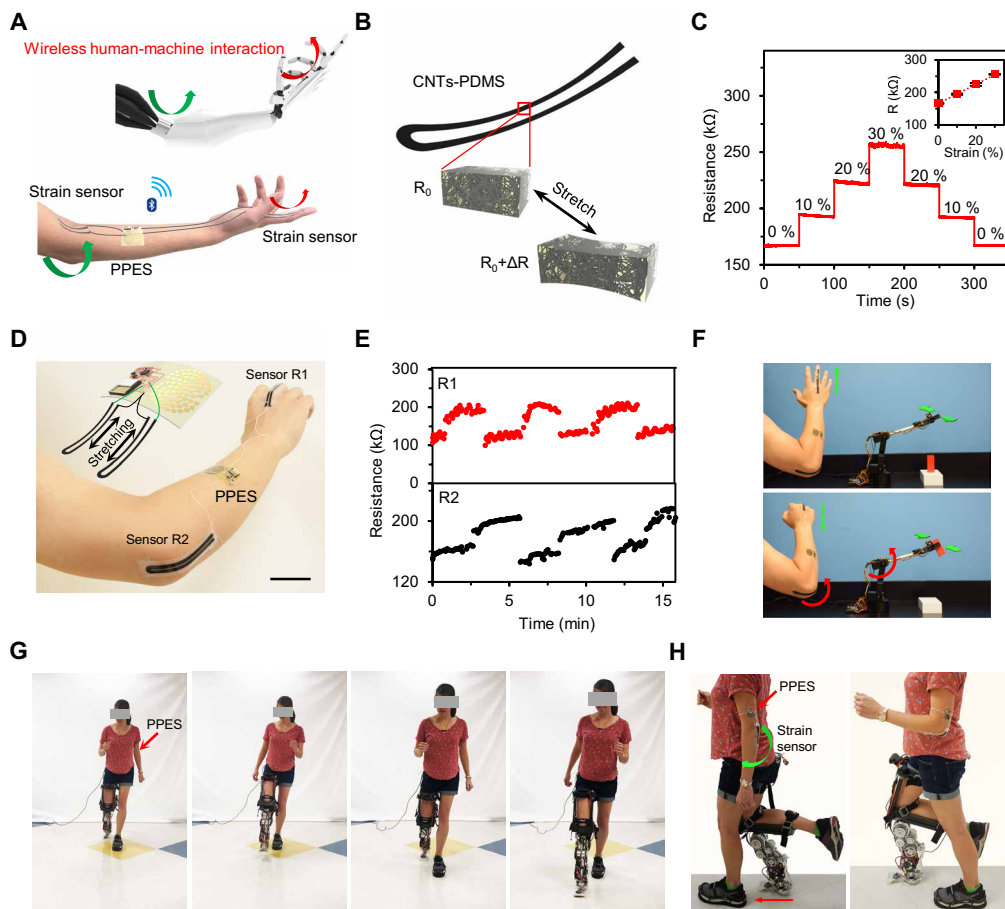 A
Wireless human-machine interaction
Strain sensor
PPES
Strain sensor
B
CNTs-PDMS
R₀
Stretch
R₀+ΔR
C
Resistance (kΩ)
350
300
250
200
150
0 %
10 %
20 %
30 %
20 %
10 %
0 %
0 100 200 300
Time (s)
R (kΩ)
300
200
100
0 20
Strain (%)
D
Sensor R1
Stretching
PPES
Sensor R2
E
Resistance (kΩ)
300
R1
200
100
0
R2
200
120
0 5 10 15
Time (min)
F
G
PPES
H
PPES
Strain
sensor